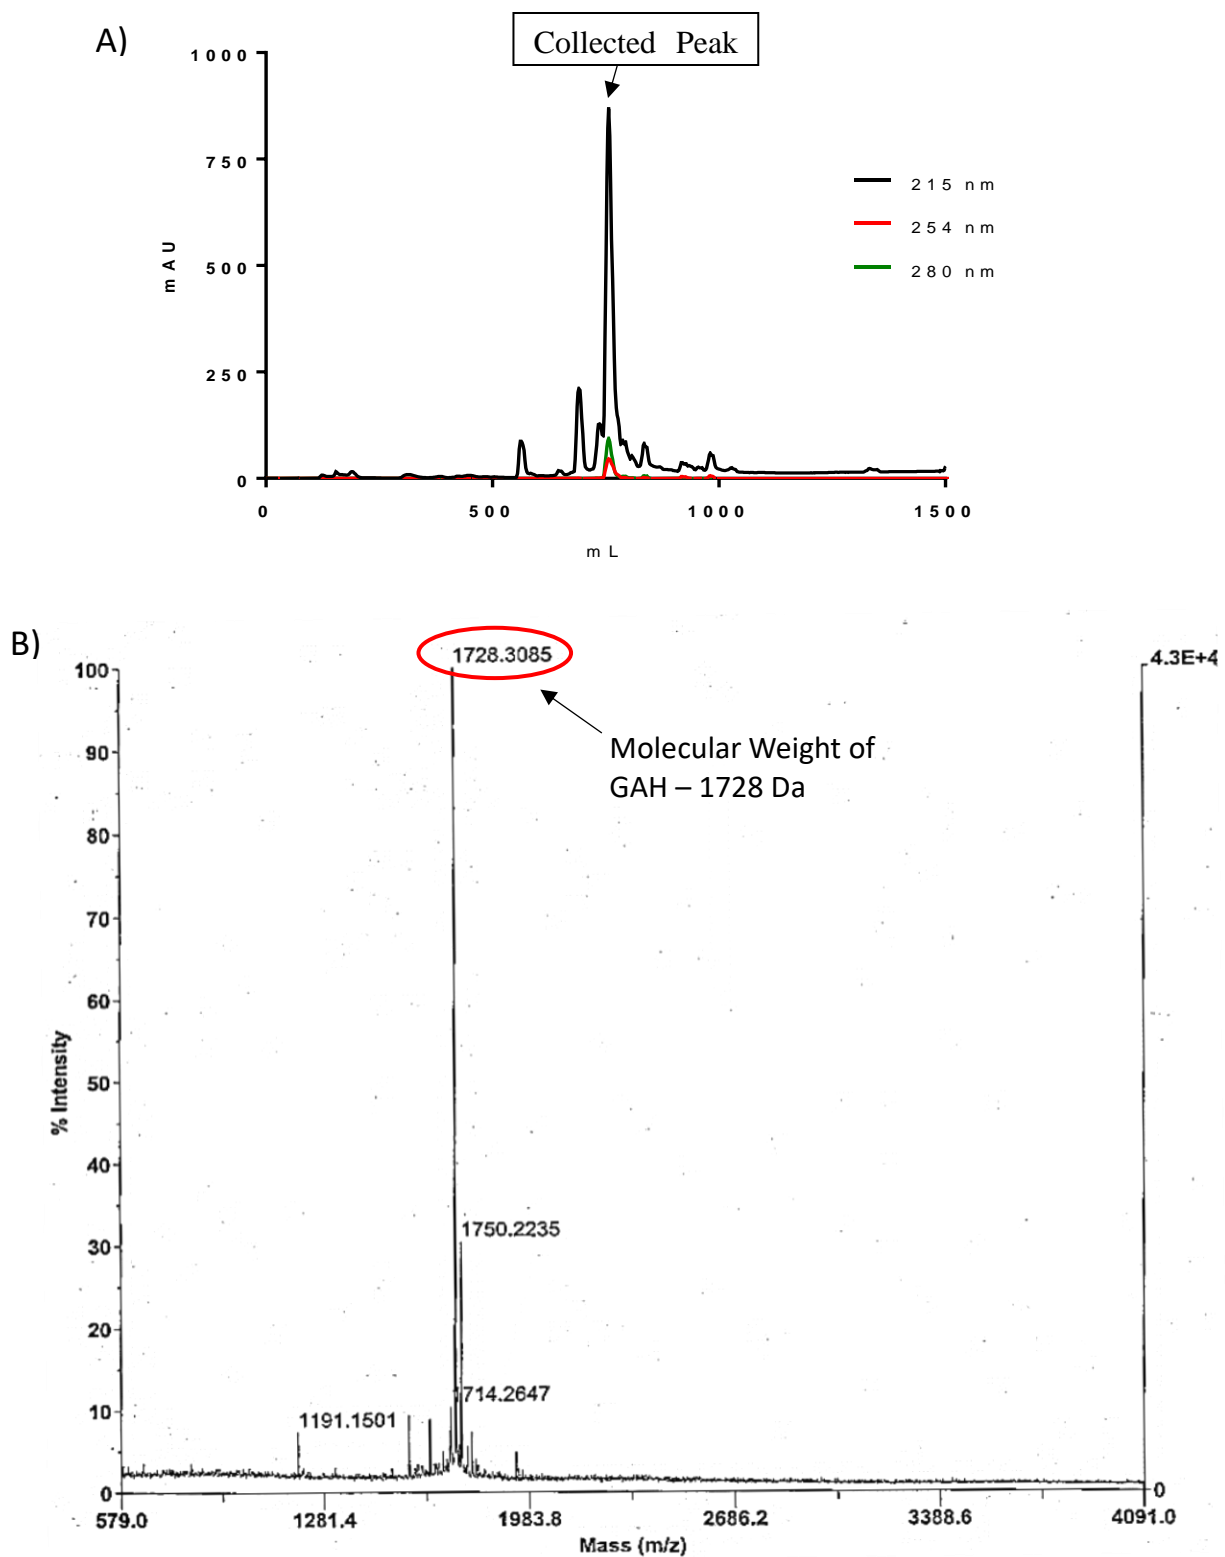 A)
Collected Peak
1000
750
500
250
0
mAU
215 nm
254 nm
280 nm
0 500 1000 1500
mL
B)
1728.3085
4.3E+4
Molecular Weight of
GAH – 1728 Da
100
90
80
70
60
50
40
30
20
10
0
% Intensity
1750.2235
714.2647
1191.1501
0
579.0 1281.4 1983.8 2686.2 3388.6 4091.0
Mass (m/z)